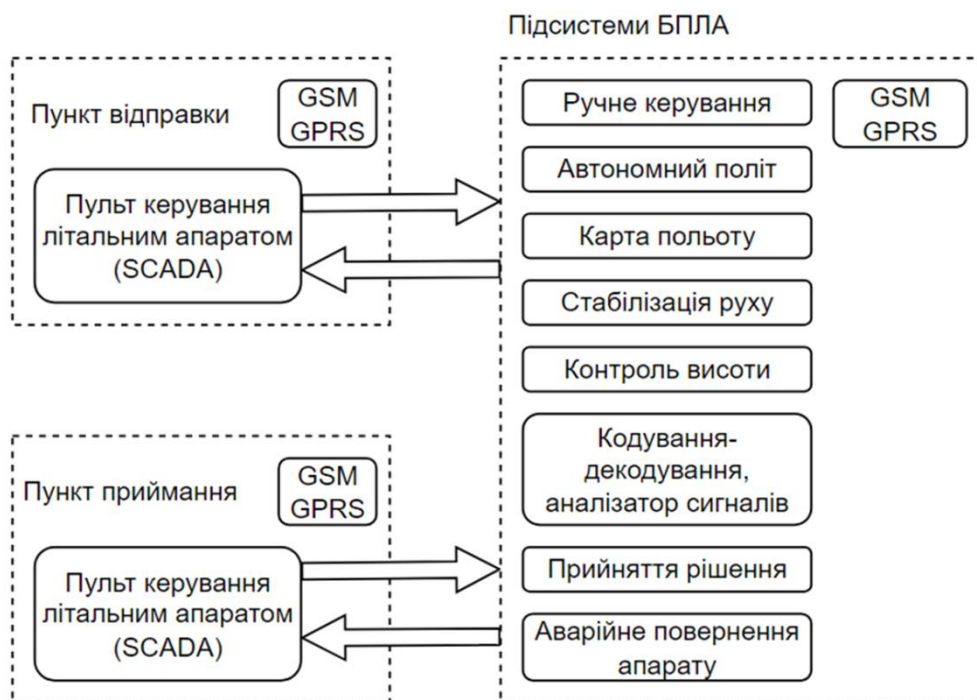 Підсистеми БПЛА
Пункт відправки
GSM
GPRS
Пульт керування
літальним апаратом
(SCADA)
Пункт приймання
GSM
GPRS
Пульт керування
літальним апаратом
(SCADA)
Ручне керування
GSM
GPRS
Автономний політ
Карта польоту
Стабілізація руху
Контроль висоти
Кодування-
декодування,
аналізатор сигналів
Прийняття рішення
Аварійне повернення
апарату